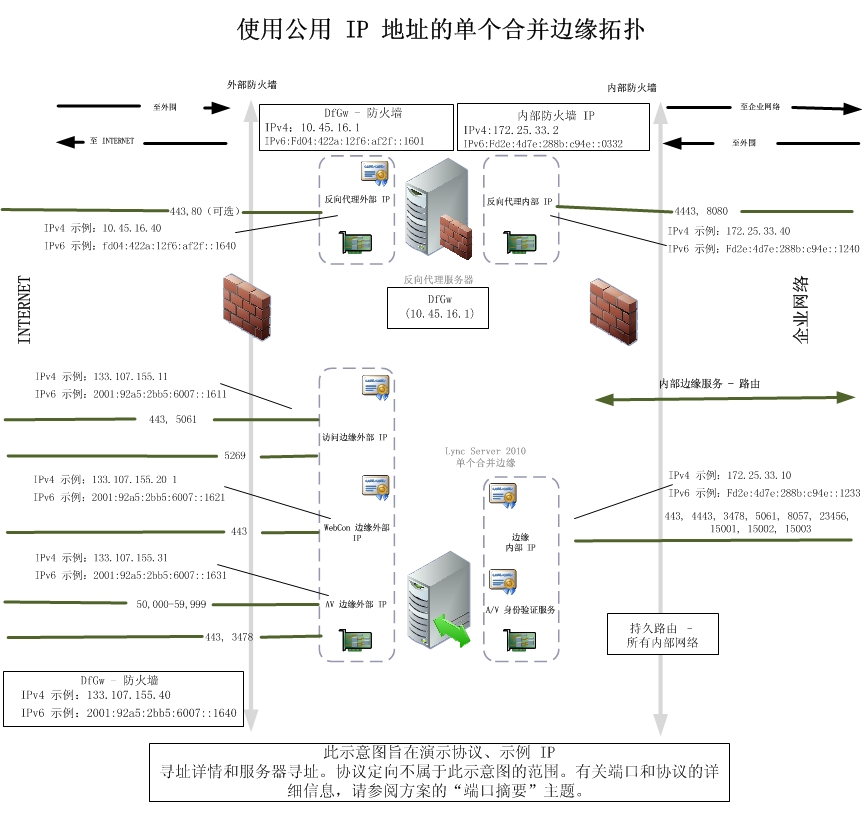 使用公用 IP 地址的单个合并边缘拓扑
外部防火墙
内部防火墙
至外围
至企业网络
至 INTERNET
至外围
DfGw - 防火墙
IPv4: 10.45.16.1
IPv6:Fd04:422a:12f6:af2f::1601
内部防火墙 IP
IPv4:172.25.33.2
IPv6:Fd2e:4d7e:288b:c94e::0332
反向代理外部 IP
反向代理内部 IP
443,80（可选）
4443, 8080
IPv4 示例: 10.45.16.40
IPv6 示例: fd04:422a:12f6:af2f::1640
IPv4 示例: 172.25.33.40
IPv6 示例: Fd2e:4d7e:288b:c94e::1240
反向代理服务器
DfGw
(10.45.16.1)
INTERNET
企业网络
IPv4 示例: 133.107.155.11
IPv6 示例: 2001:92a5:2bb5:6007::1611
内部边缘服务 - 路由
443, 5061
访问边缘外部 IP
5269
Lync Server 2010
单个合并边缘
IPv4 示例: 133.107.155.20 1
IPv6 示例: 2001:92a5:2bb5:6007::1621
IPv4 示例: 172.25.33.10
IPv6 示例: Fd2e:4d7e:288b:c94e::1233
443, 4443, 3478, 5061, 8057, 23456,
15001, 15002, 15003
443
WebCon 边缘外部
IP
边缘
内部 IP
IPv4 示例: 133.107.155.31
IPv6 示例: 2001:92a5:2bb5:6007::1631
50,000-59,999
AV 边缘外部 IP
A/V 身份验证服务
443, 3478
持久路由 -
所有内部网络
DfGw - 防火墙
IPv4 示例: 133.107.155.40
IPv6 示例: 2001:92a5:2bb5:6007::1640
此示意图旨在演示协议、示例 IP
寻址详情和服务器寻址。协议定向不属于此示意图的范围。有关端口和协议的详
细信息，请参阅方案的“端口摘要”主题。